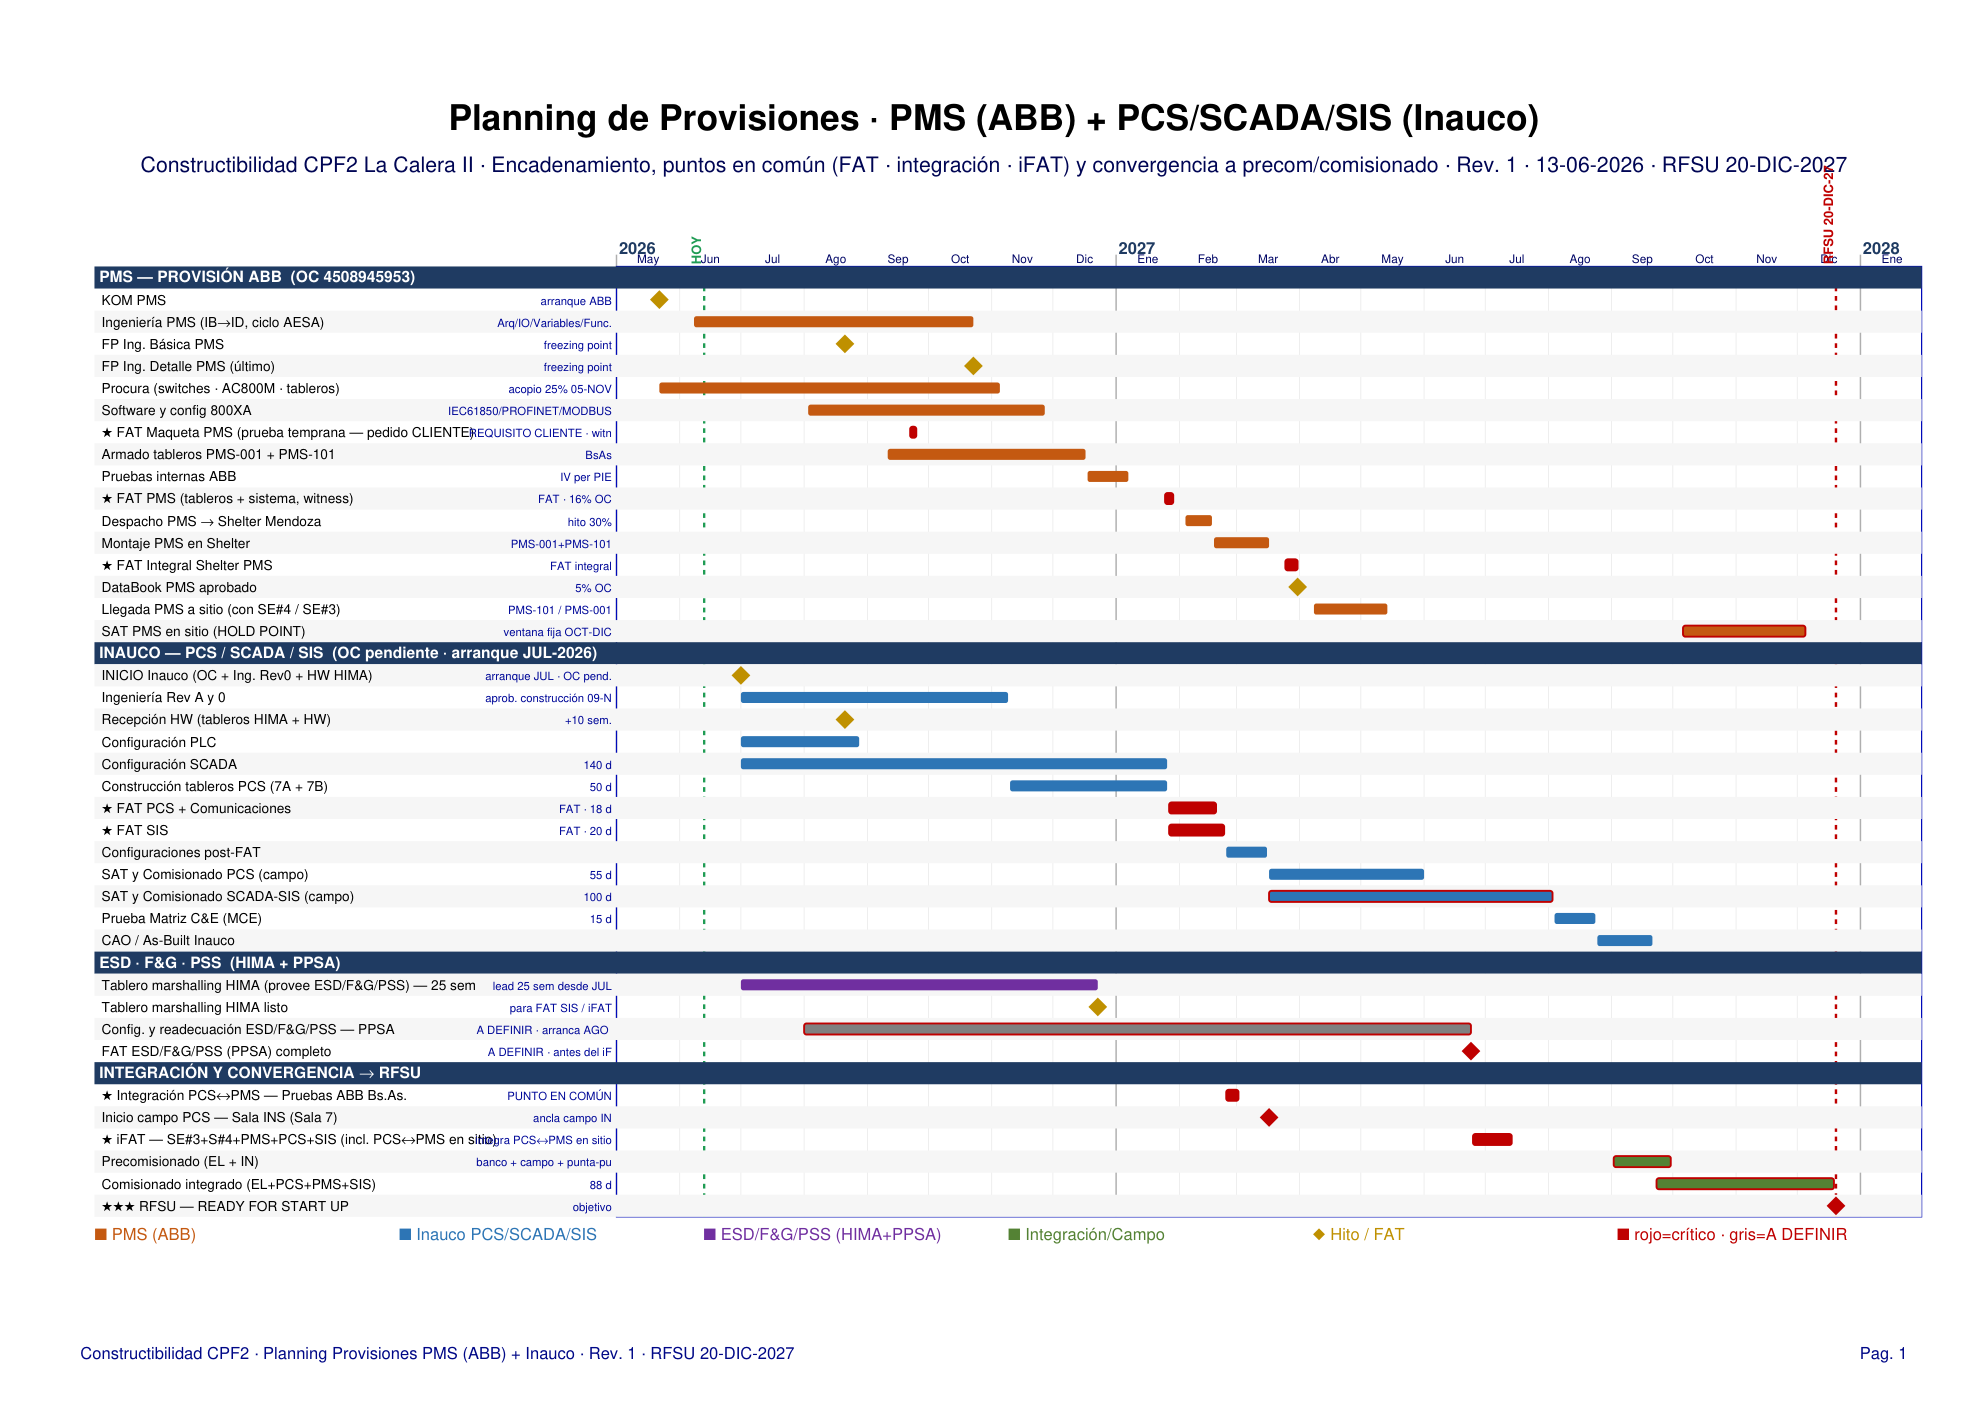 Planning de Provisiones · PMS (ABB) + PCS/SCADA/SIS (Inauco)
Constructibilidad CPF2 La Calera II · Encadenamiento, puntos en común (FAT · integración · iFAT) y convergencia a precom/comisionado · Rev. 1 · 13-06-2026 · RFSU 20-DIC-2027
2026 HOY 2027 RFSU 20-DIC-27 2028
May Jun Jul Ago Sep Oct Nov Dic Ene Feb Mar Abr May Jun Jul Ago Sep Oct Nov Dic Ene
PMS — PROVISIÓN ABB (OC 4508945953)
KOM PMS arranque ABB
Ingeniería PMS (IB→ID, ciclo AESA) Arq/IO/Variables/Func.
FP Ing. Básica PMS freezing point
FP Ing. Detalle PMS (último) freezing point
Procura (switches · AC800M · tableros) acopio 25% 05-NOV
Software y config 800XA IEC61850/PROFINET/MODBUS
★ FAT Maqueta PMS (prueba temprana — pedido CLIENTE) REQUISITO CLIENTE · witn
Armado tableros PMS-001 + PMS-101 BsAs
Pruebas internas ABB IV per PIE
★ FAT PMS (tableros + sistema, witness) FAT · 16% OC
Despacho PMS → Shelter Mendoza hito 30%
Montaje PMS en Shelter PMS-001+PMS-101
★ FAT Integral Shelter PMS FAT integral
DataBook PMS aprobado 5% OC
Llegada PMS a sitio (con SE#4 / SE#3) PMS-101 / PMS-001
SAT PMS en sitio (HOLD POINT) ventana fija OCT-DIC
INAUCO — PCS / SCADA / SIS (OC pendiente · arranque JUL-2026)
INICIO Inauco (OC + Ing. Rev0 + HW HIMA) arranque JUL · OC pend.
Ingeniería Rev A y 0 aprob. construcción 09-N
Recepción HW (tableros HIMA + HW) +10 sem.
Configuración PLC
Configuración SCADA 140 d
Construcción tableros PCS (7A + 7B) 50 d
★ FAT PCS + Comunicaciones FAT · 18 d
★ FAT SIS FAT · 20 d
Configuraciones post-FAT
SAT y Comisionado PCS (campo) 55 d
SAT y Comisionado SCADA-SIS (campo) 100 d
Prueba Matriz C&E (MCE) 15 d
CAO / As-Built Inauco
ESD · F&G · PSS (HIMA + PPSA)
Tablero marshalling HIMA (provee ESD/F&G/PSS) — 25 sem lead 25 sem desde JUL
Tablero marshalling HIMA listo para FAT SIS / iFAT
Config. y readecuación ESD/F&G/PSS — PPSA A DEFINIR · arranca AGO
FAT ESD/F&G/PSS (PPSA) completo A DEFINIR · antes del iF
INTEGRACIÓN Y CONVERGENCIA → RFSU
★ Integración PCS↔PMS — Pruebas ABB Bs.As. PUNTO EN COMÚN
Inicio campo PCS — Sala INS (Sala 7) ancla campo IN
★ iFAT — SE#3+S#4+PMS+PCS+SIS (incl. PCS↔PMS en sitio) integra PCS↔PMS en sitio
Precomisionado (EL + IN) banco + campo + punta-pu
Comisionado integrado (EL+PCS+PMS+SIS) 88 d
★★★ RFSU — READY FOR START UP objetivo
PMS (ABB) Inauco PCS/SCADA/SIS ESD/F&G/PSS (HIMA+PPSA) Integración/Campo Hito / FAT rojo=crítico · gris=A DEFINIR
Constructibilidad CPF2 · Planning Provisiones PMS (ABB) + Inauco · Rev. 1 · RFSU 20-DIC-2027 Pag. 1